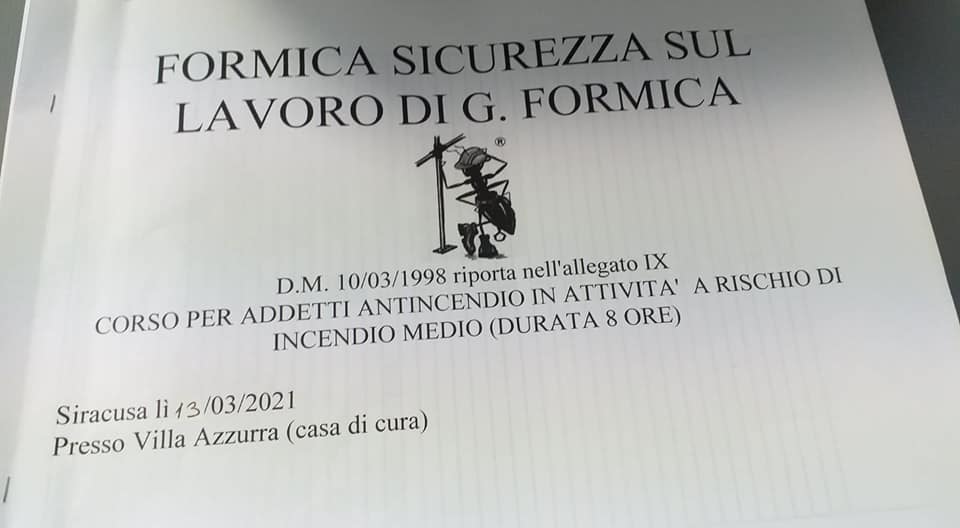 FORMICA SICUREZZA SUL
LAVORO DI G. FORMICA
®
D.M. 10/03/1998 riporta nell'allegato IX
CORSO PER ADDETTI ANTINCENDIO IN ATTIVITA' A RISCHIO DI
INCENDIO MEDIO (DURATA 8 ORE)
Siracusa lì 13/03/2021
Presso Villa Azzurra (casa di cura)